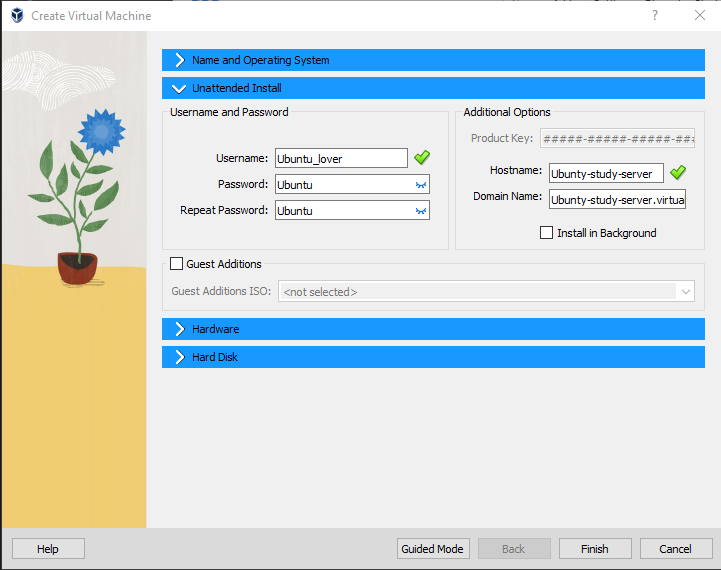 Create Virtual Machine
Name and Operating System
Unattended Install
Username and Password
Username: Ubuntu_lover
Password: Ubuntu
Repeat Password: Ubuntu
Additional Options
Product Key: #####-#####-#####-###
Hostname: Ubunty-study-server
Domain Name: Ubunty-study-server.virtua
Install in Background
Guest Additions
Guest Additions ISO: <not selected>
Hardware
Hard Disk
Help Guided Mode Back Finish Cancel